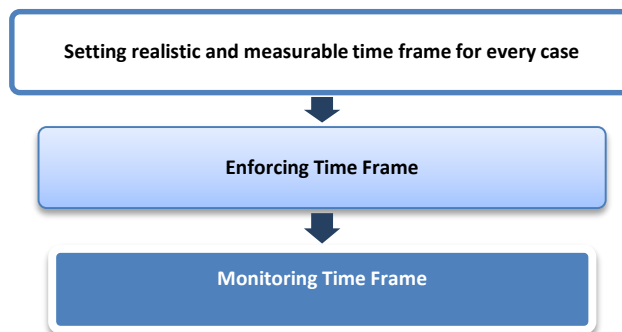 Setting realistic and measurable time frame for every case
Enforcing Time Frame
Monitoring Time Frame